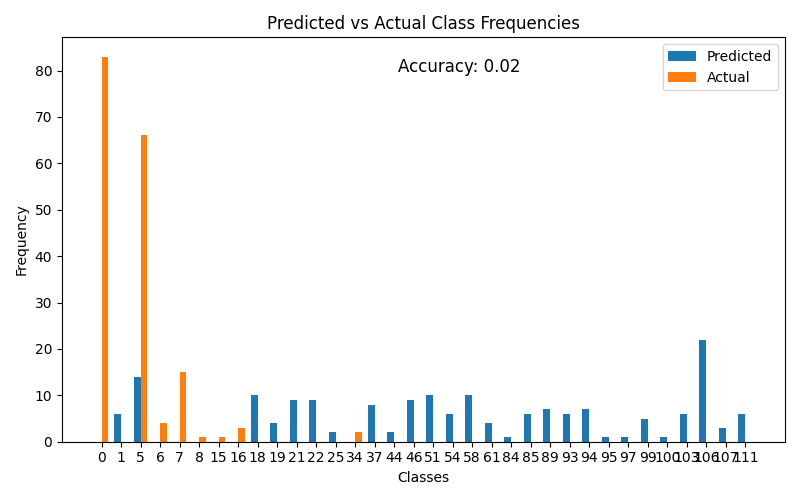 Predicted vs Actual Class Frequencies
Accuracy: 0.02
Predicted
Actual
Frequency
80
70
60
50
40
30
20
10
0
0 1 5 6 7 8 15 16 18 19 21 22 25 34 37 44 46 51 54 58 61 84 85 89 93 94 95 97 99 100 103 106 107 111
Classes